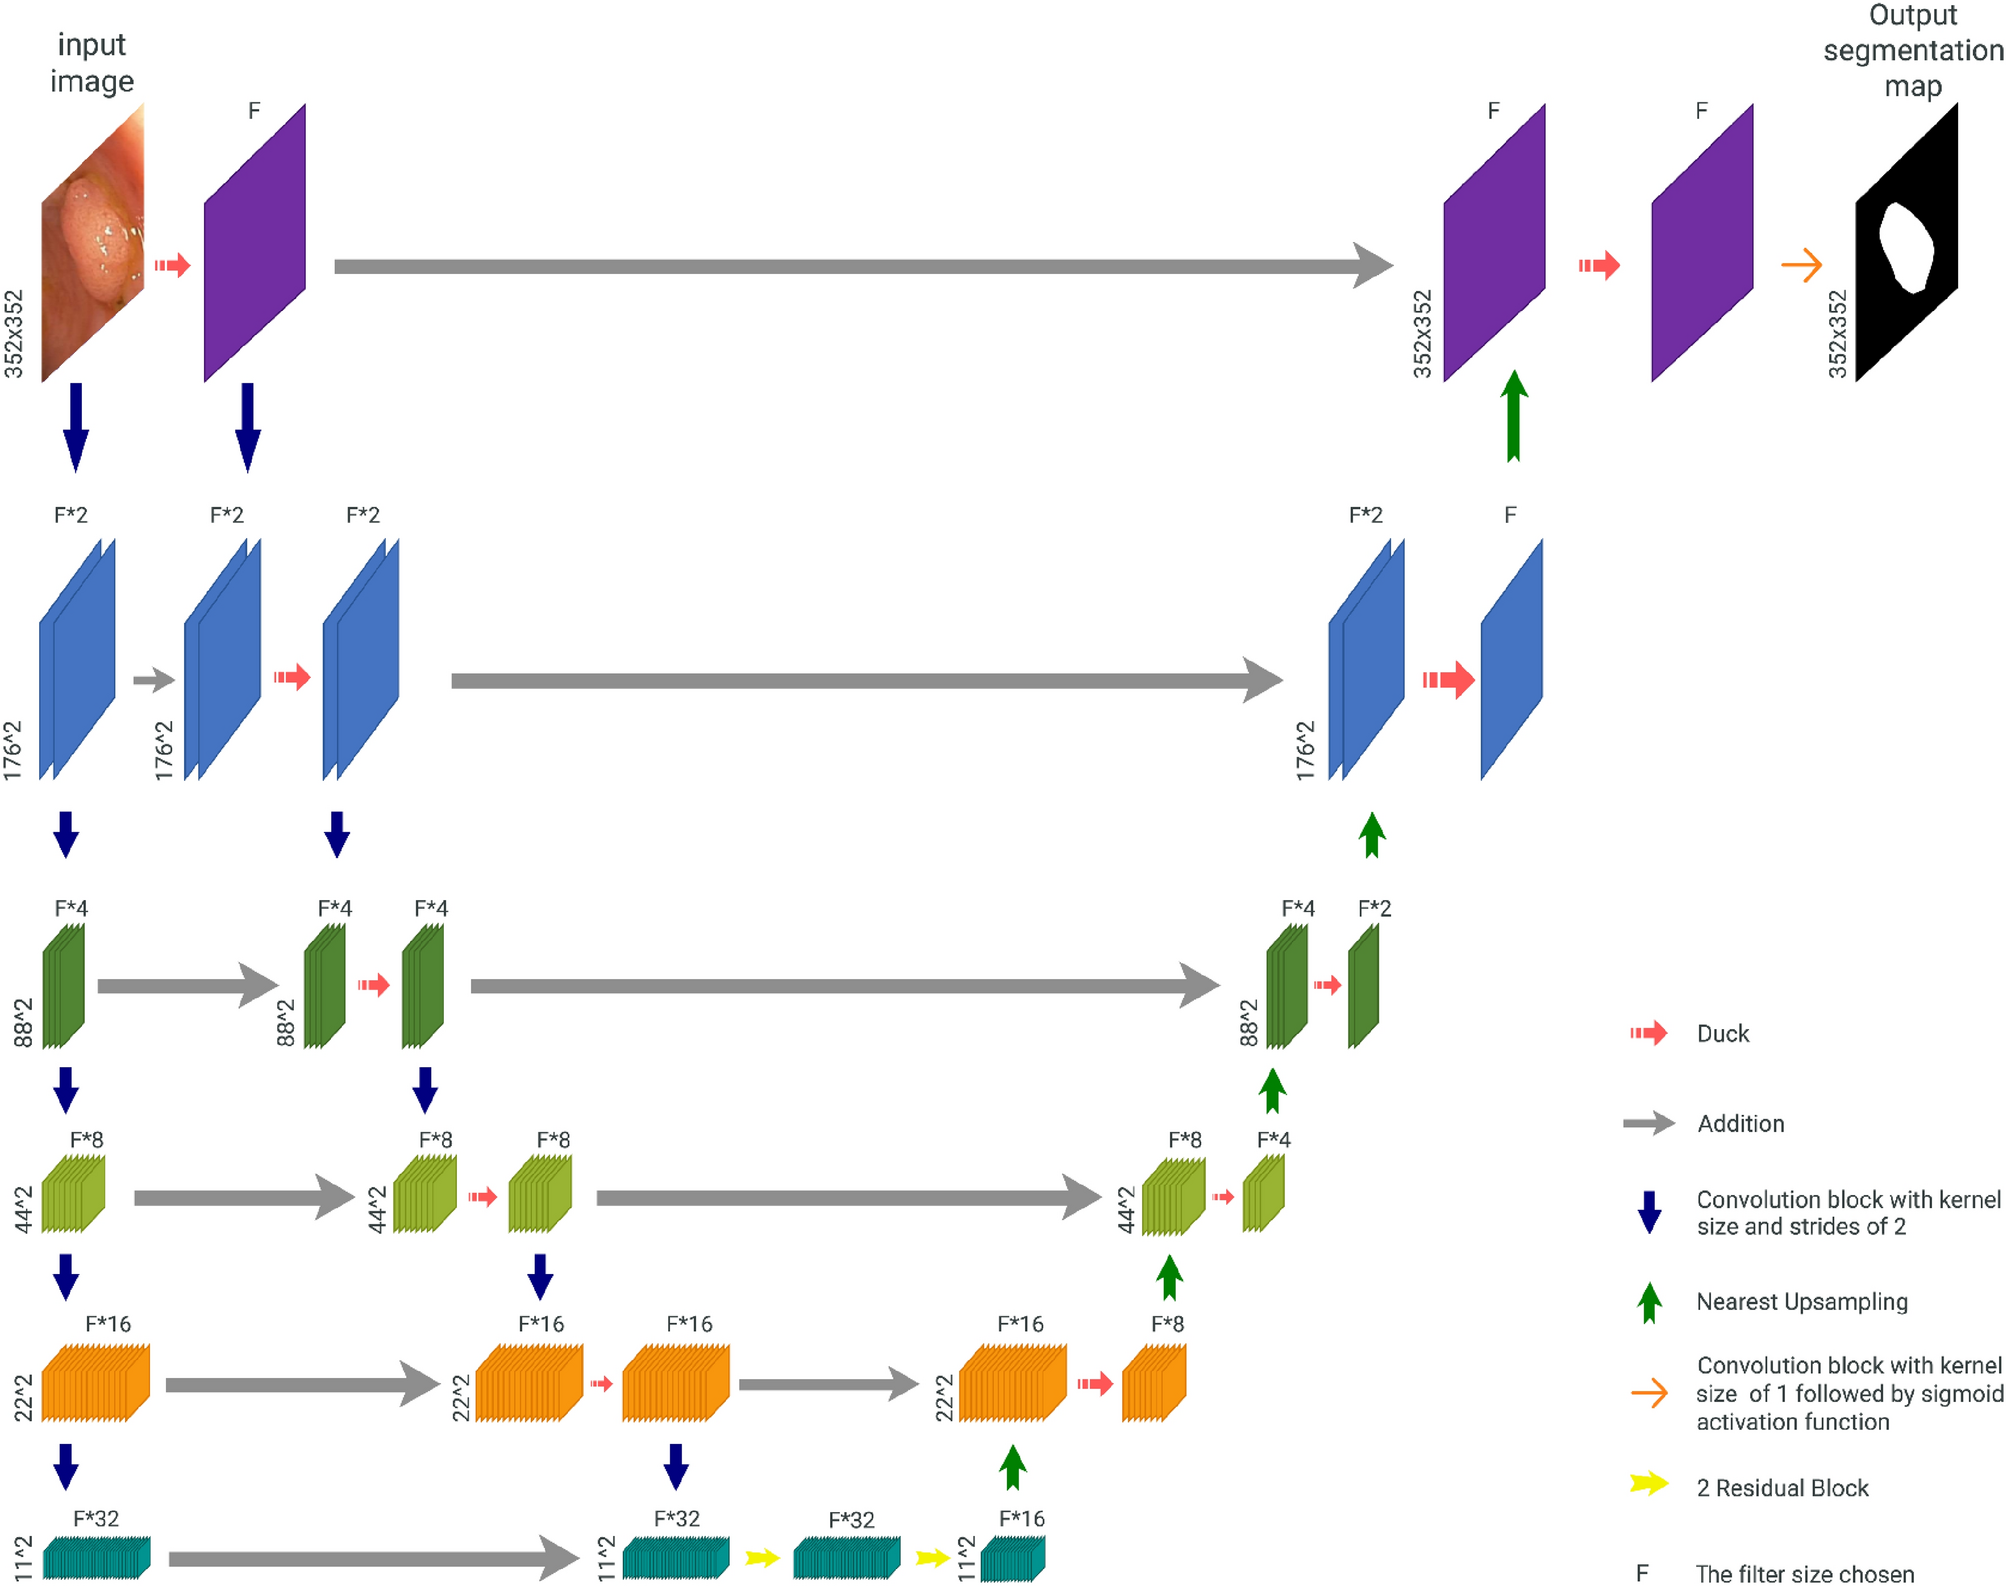 input
image
Output
segmentation
map
F
F
F
352x352
352x352
352x352
F*2
F*2
F*2
F*2
F
176^2
176^2
176^2
F*4
F*4
F*4
F*4
F*2
88^2
88^2
88^2
F*8
F*8
F*8
F*8
F*4
44^2
44^2
44^2
F*16
F*16
F*16
F*16
F*8
22^2
22^2
22^2
F*32
F*32
F*32
F*16
11^2
11^2
11^2
Duck
Addition
Convolution block with kernel
size and strides of 2
Nearest Upsampling
Convolution block with kernel
size of 1 followed by sigmoid
activation function
2 Residual Block
F The filter size chosen